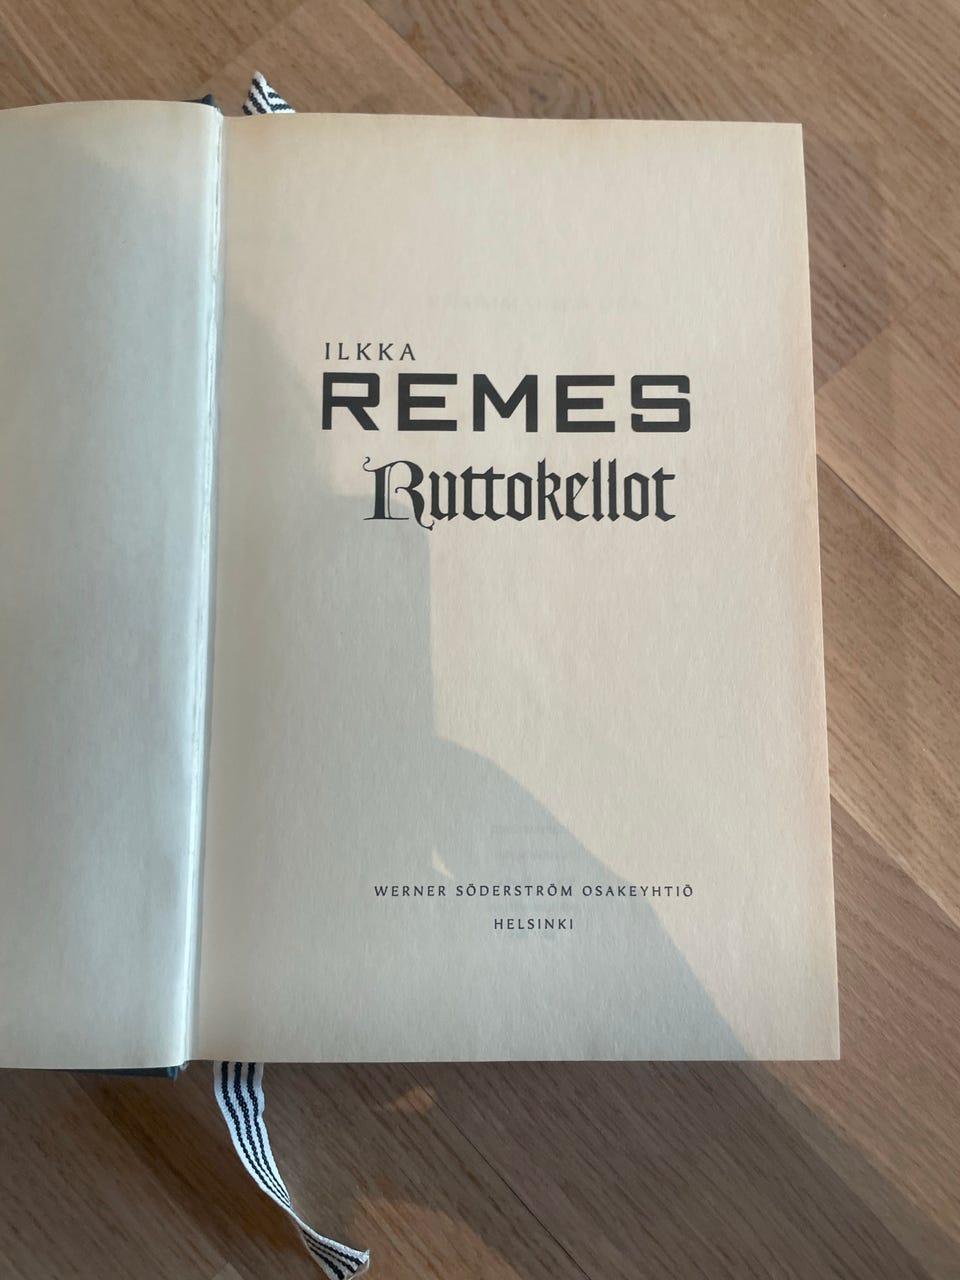 ILKKA
REMES
Ruttokellot
WERNER SÖDERSTRÖM OSAKEYHTIÖ
HELSINKI